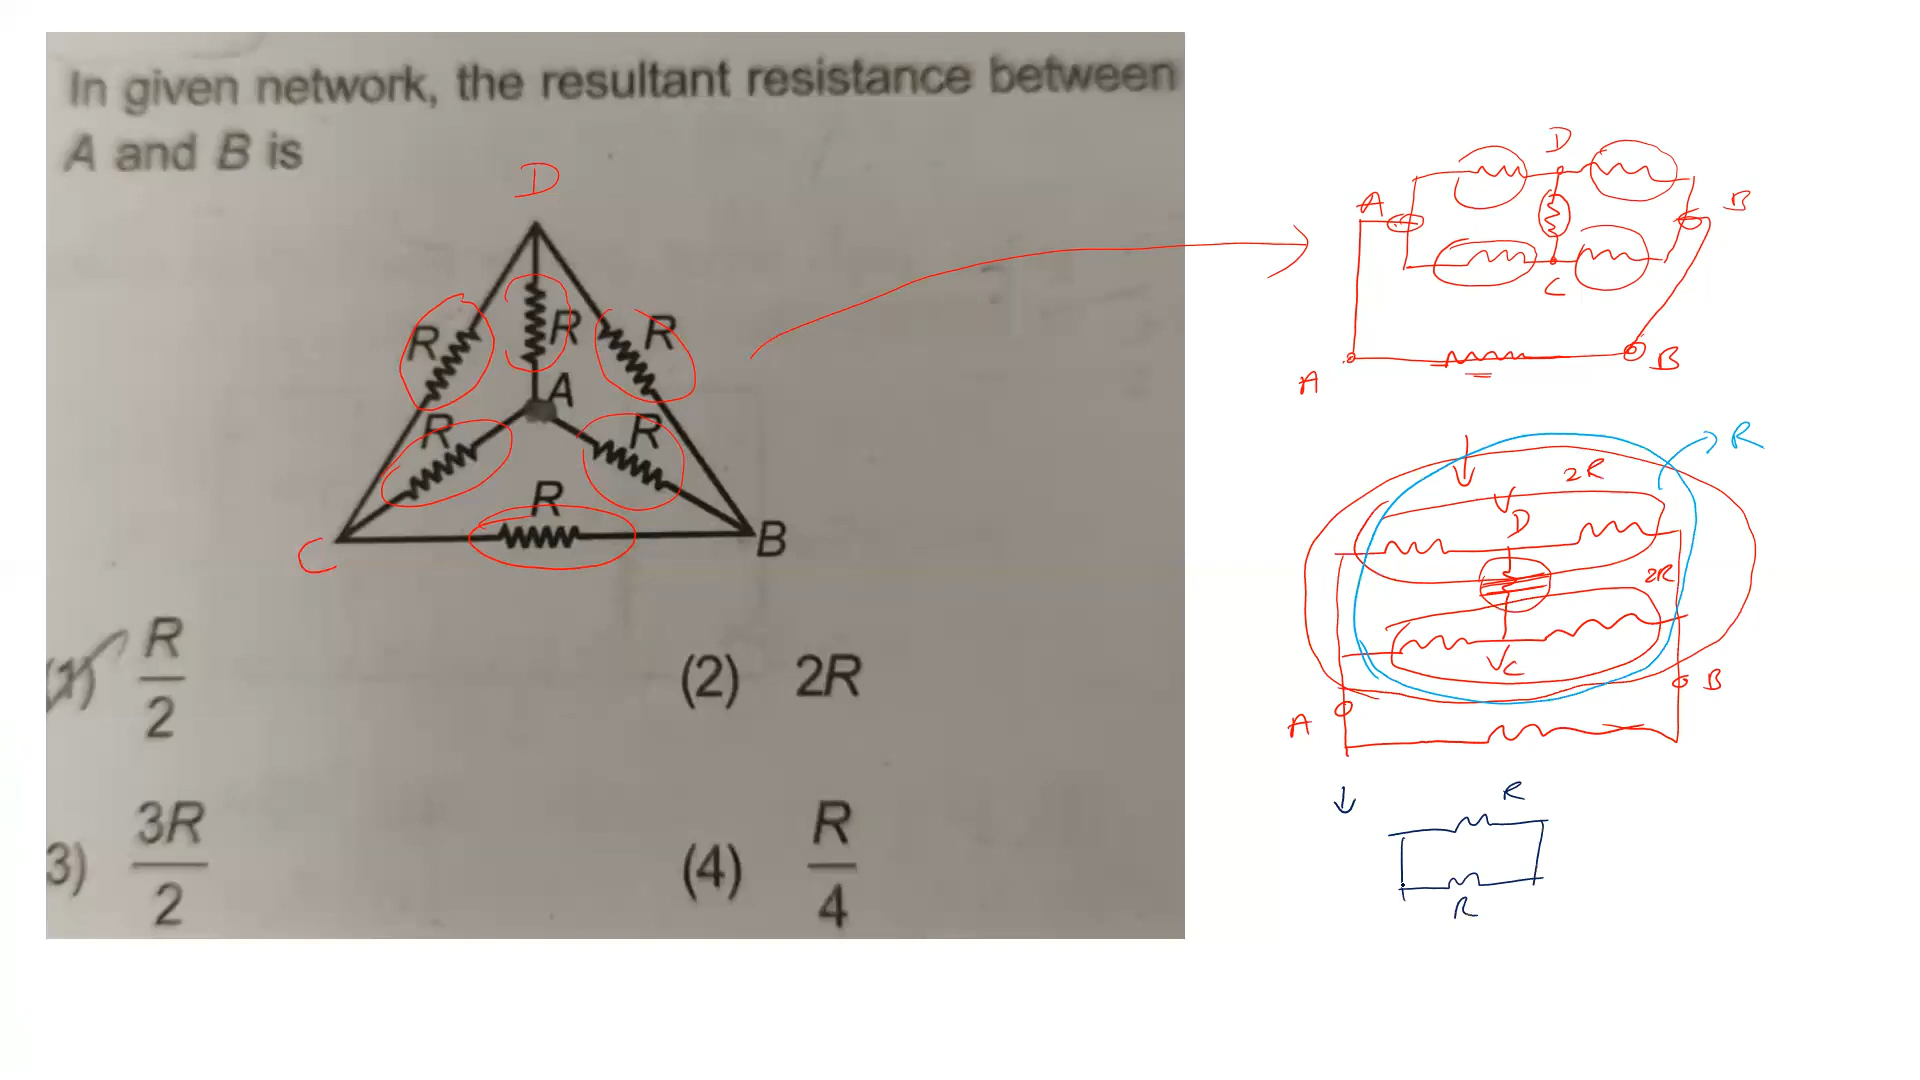 In given network, the resultant resistance between
A and B is
D
R
R
R
A
R
R
R
C
B
(1) R/2
(2) 2R
3) 3R/2
(4) R/4
D
A
B
C
A
B
R
2R
V
D
2R
VC
A
B
R
R